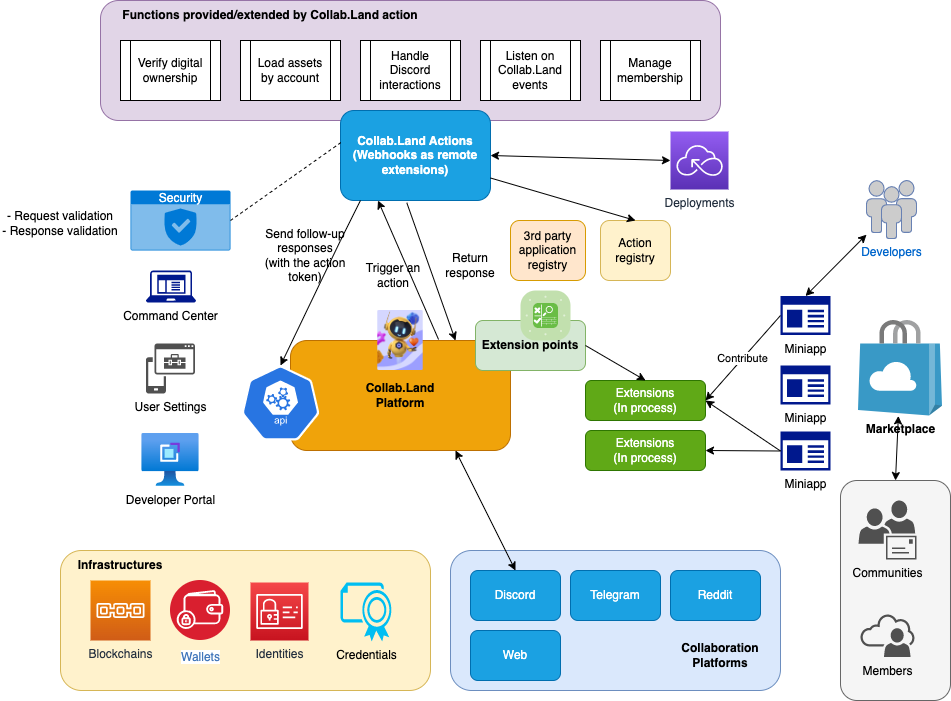 Functions provided/extended by Collab.Land action
Verify digital
ownership
Load assets
by account
Handle
Discord
interactions
Listen on
Collab.Land
events
Manage
membership
Collab.Land Actions
(Webhooks as remote
extensions)
Deployments
Security
- Request validation
- Response validation
Send follow-up
responses
(with the action
token)
Trigger an
action
Return
response
3rd party
application
registry
Action
registry
Developers
Command Center
User Settings
Developer Portal
Collab.Land
Platform
api
Extension points
Extensions
(In process)
Extensions
(In process)
Contribute
Miniapp
Miniapp
Miniapp
Marketplace
Communities
Members
Infrastructures
Blockchains
Wallets
Identities
Credentials
Discord
Telegram
Reddit
Web
Collaboration
Platforms